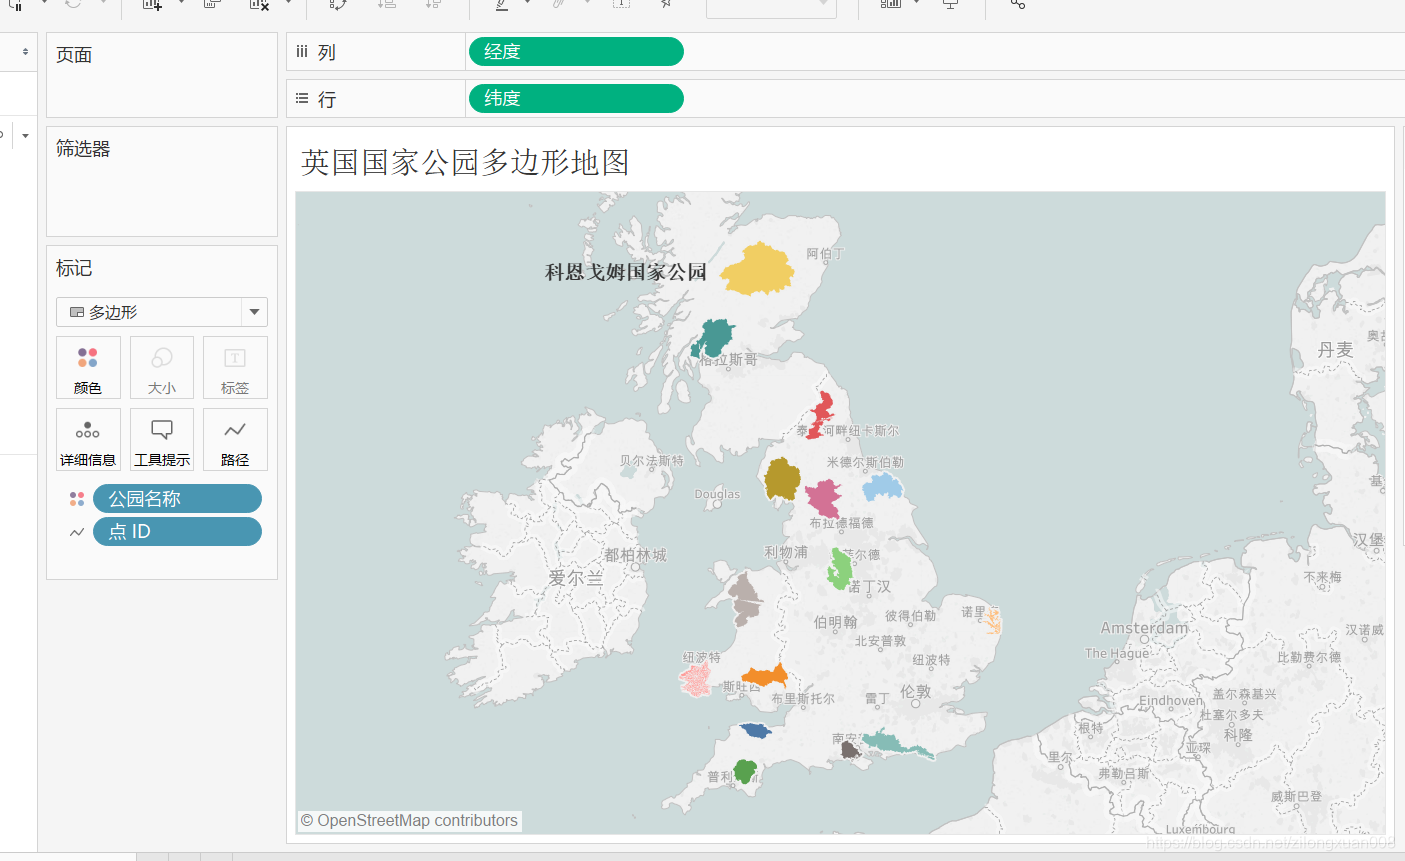 页面
列
经度
行
纬度
筛选器
英国国家公园多边形地图
标记
多边形
颜色
大小
标签
详细信息
工具提示
路径
公园名称
点 ID
科恩戈姆国家公园
阿伯丁
格拉斯哥
丹麦
河畔纽卡斯尔
贝尔法斯特
米德尔斯伯勒
Douglas
布拉德福德
都柏林城
利物浦
爱尔兰
诺丁汉
汉堡
不来梅
伯明翰
彼得伯勒
诺里
Amsterdam
汉诺威
北安普敦
The Hague
比勒费尔德
纽波特
纽波特
斯旺西
布里斯托尔
雷丁
伦敦
Eindhoven
盖尔森基兴
杜塞尔多夫
根特
科隆
亚琛
里尔
弗勒吕斯
普利
威斯巴登
Luxembourg
© OpenStreetMap contributors
https://blog.csdn.net/zilongxuan008